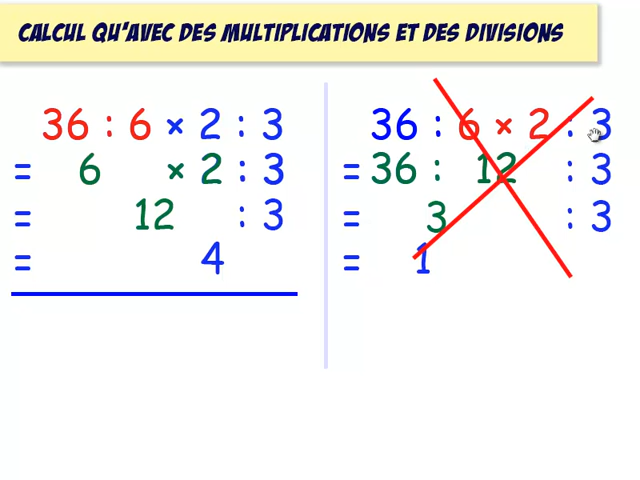 CALCUL QU'AVEC DES MULTIPLICATIONS ET DES DIVISIONS
36 : 6 × 2 : 3
= 6 × 2 : 3
= 12 : 3
= 4
36 : 6 × 2 : 3
= 36 : 12 : 3
= 3 : 3
= 1